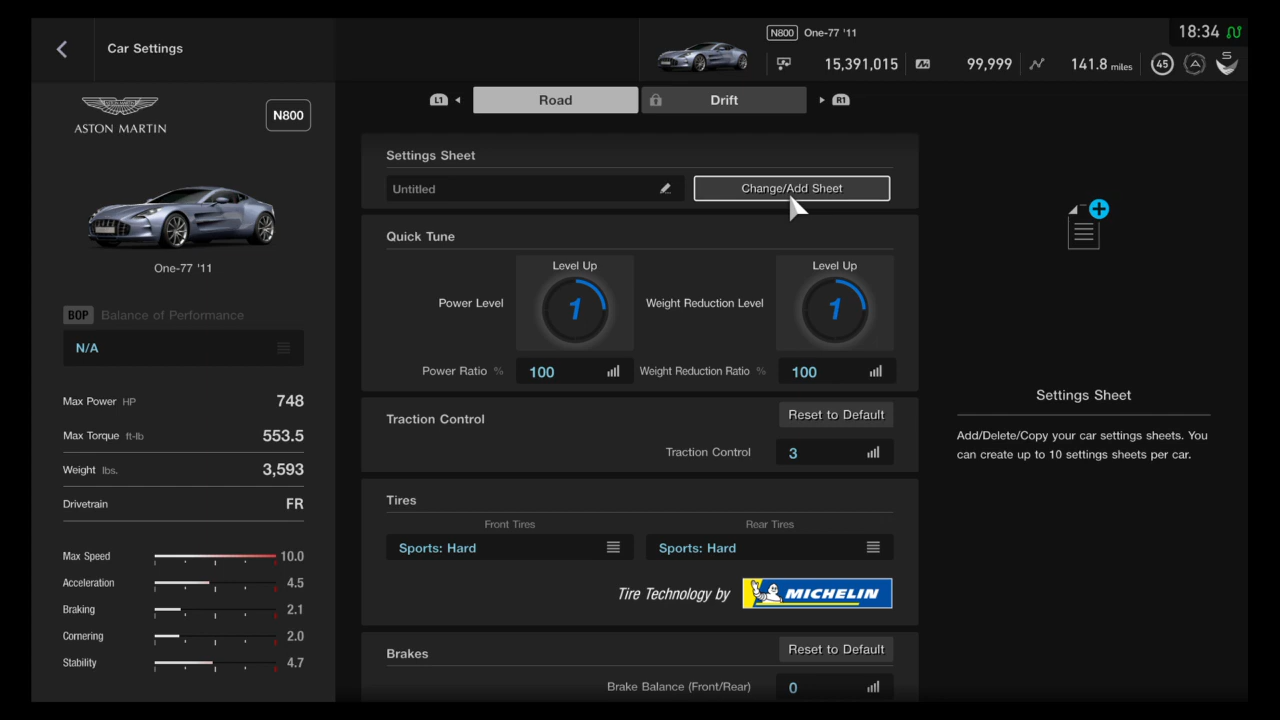 Car Settings
N800 One-77 '11
18:34
15,391,015
99,999
141.8 miles
45
S
ASTON MARTIN
N800
L1 Road Drift R1
One-77 '11
BOP Balance of Performance
N/A
Max Power HP 748
Max Torque ft-lb 553.5
Weight lbs. 3,593
Drivetrain FR
Max Speed 10.0
Acceleration 4.5
Braking 2.1
Cornering 2.0
Stability 4.7
Settings Sheet
Untitled Change/Add Sheet
Quick Tune
Level Up Level Up
Power Level 1 Weight Reduction Level 1
Power Ratio % 100 Weight Reduction Ratio % 100
Traction Control Reset to Default
Traction Control 3
Tires
Front Tires Rear Tires
Sports: Hard Sports: Hard
Tire Technology by MICHELIN
Brakes Reset to Default
Brake Balance (Front/Rear) 0
Settings Sheet
Add/Delete/Copy your car settings sheets. You
can create up to 10 settings sheets per car.